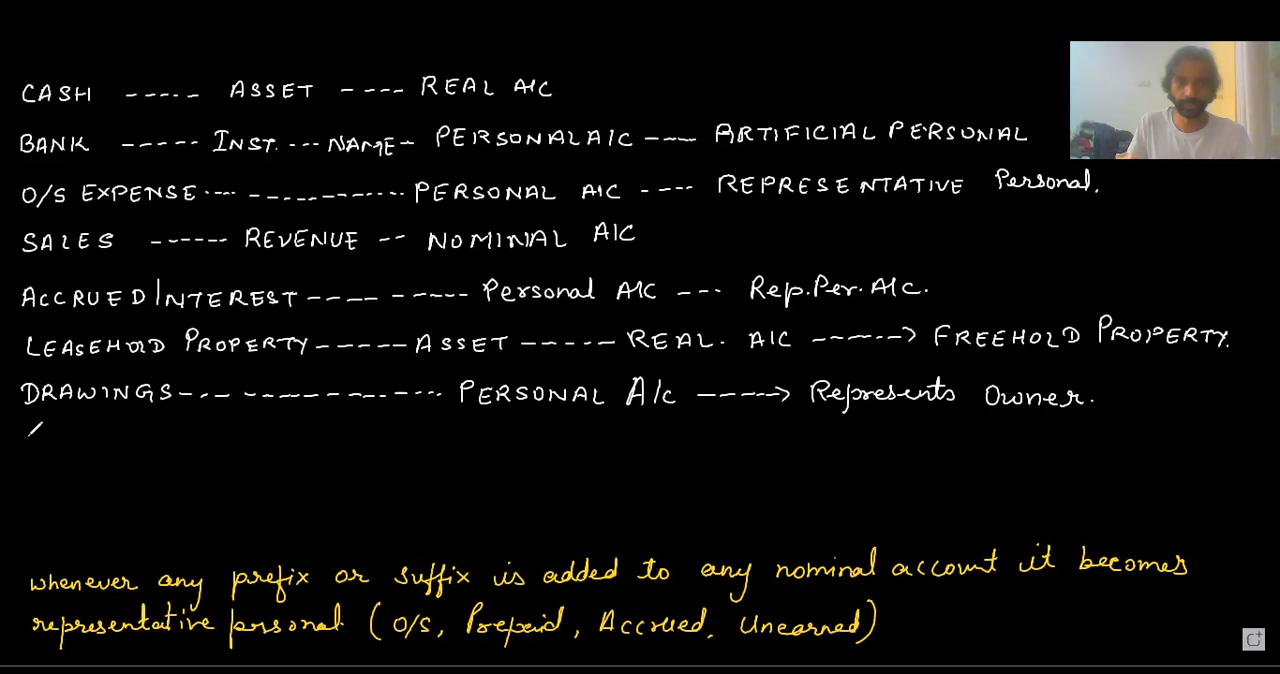 CASH ----- ASSET ---- REAL A/C
BANK ----- INST. --- NAME - PERSONAL A/C --- ARTIFICIAL PERSONAL
O/S EXPENSE ---- ---------- PERSONAL A/C ---- REPRESENTATIVE Personal.
SALES ------ REVENUE -- NOMINAL A/C
ACCRUED INTEREST ---- ------ Personal A/C --- Rep. Per. A/c.
LEASEHOLD PROPERTY ------ ASSET ----- REAL. A/C ------> FREEHOLD PROPERTY.
DRAWINGS --- ------------ PERSONAL A/c -----> Represents Owner.
whenever any prefix or suffix is added to any nominal account it becomes
representative personal (O/S, Prepaid, Accrued, Unearned)